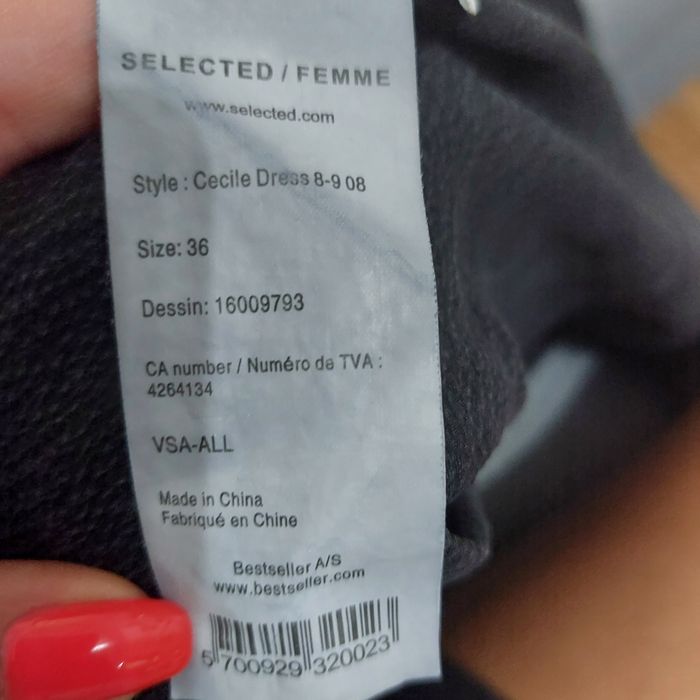 SELECTED / FEMME
www.selected.com
Style : Cecile Dress 8-9 08
Size: 36
Dessin: 16009793
CA number / Numéro de TVA :
4264134
VSA-ALL
Made in China
Fabriqué en Chine
Bestseller A/S
www.bestseller.com
5 700929 320023